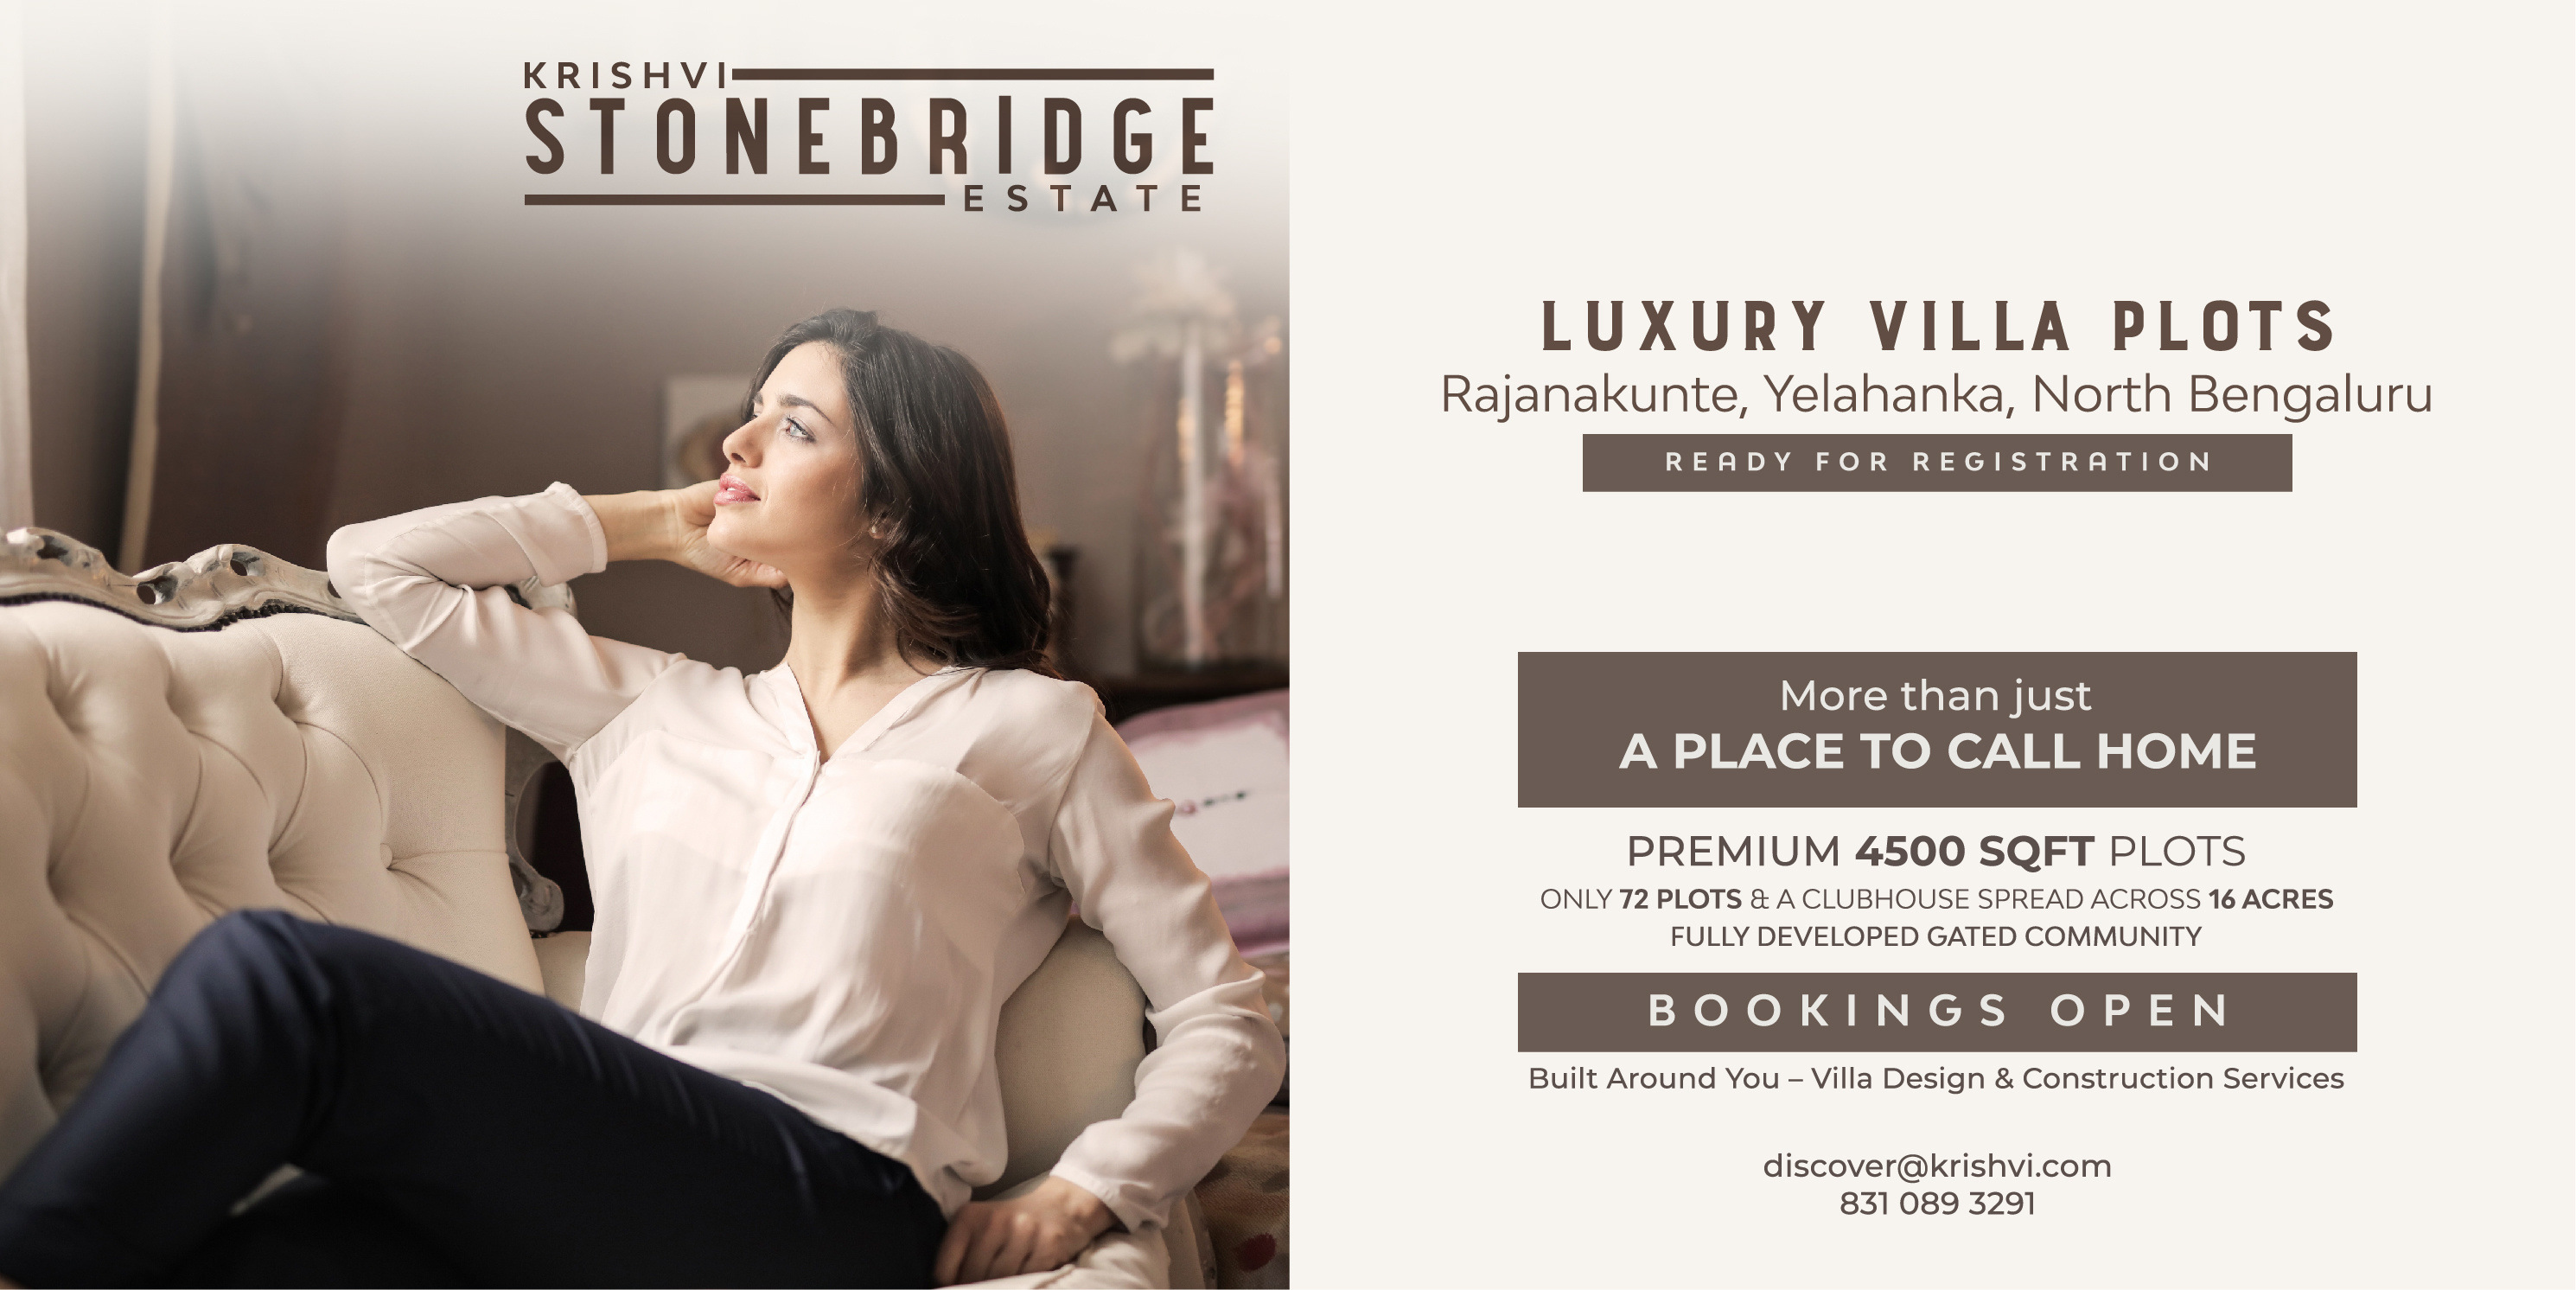 KRISHVI
STONEBRIDGE
ESTATE
LUXURY VILLA PLOTS
Rajanakunte, Yelahanka, North Bengaluru
READY FOR REGISTRATION
More than just
A PLACE TO CALL HOME
PREMIUM 4500 SQFT PLOTS
ONLY 72 PLOTS & A CLUBHOUSE SPREAD ACROSS 16 ACRES
FULLY DEVELOPED GATED COMMUNITY
BOOKINGS OPEN
Built Around You – Villa Design & Construction Services
discover@krishvi.com
831 089 3291